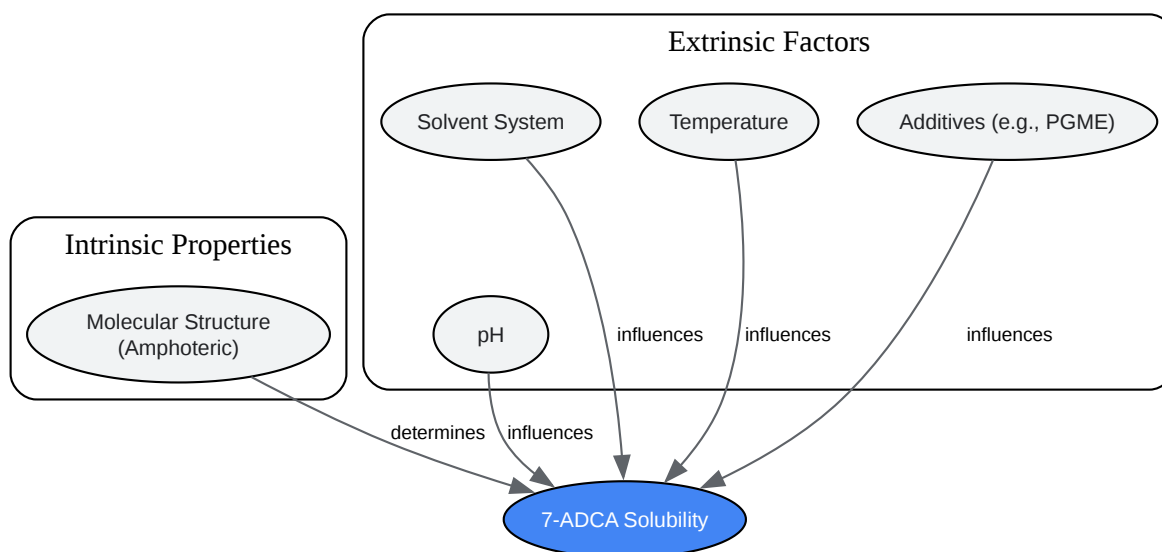 Extrinsic Factors
Solvent System
Temperature
Additives (e.g., PGME)
Intrinsic Properties
Molecular Structure
(Amphoteric)
pH
influences
influences
influences
determines
influences
7-ADCA Solubility